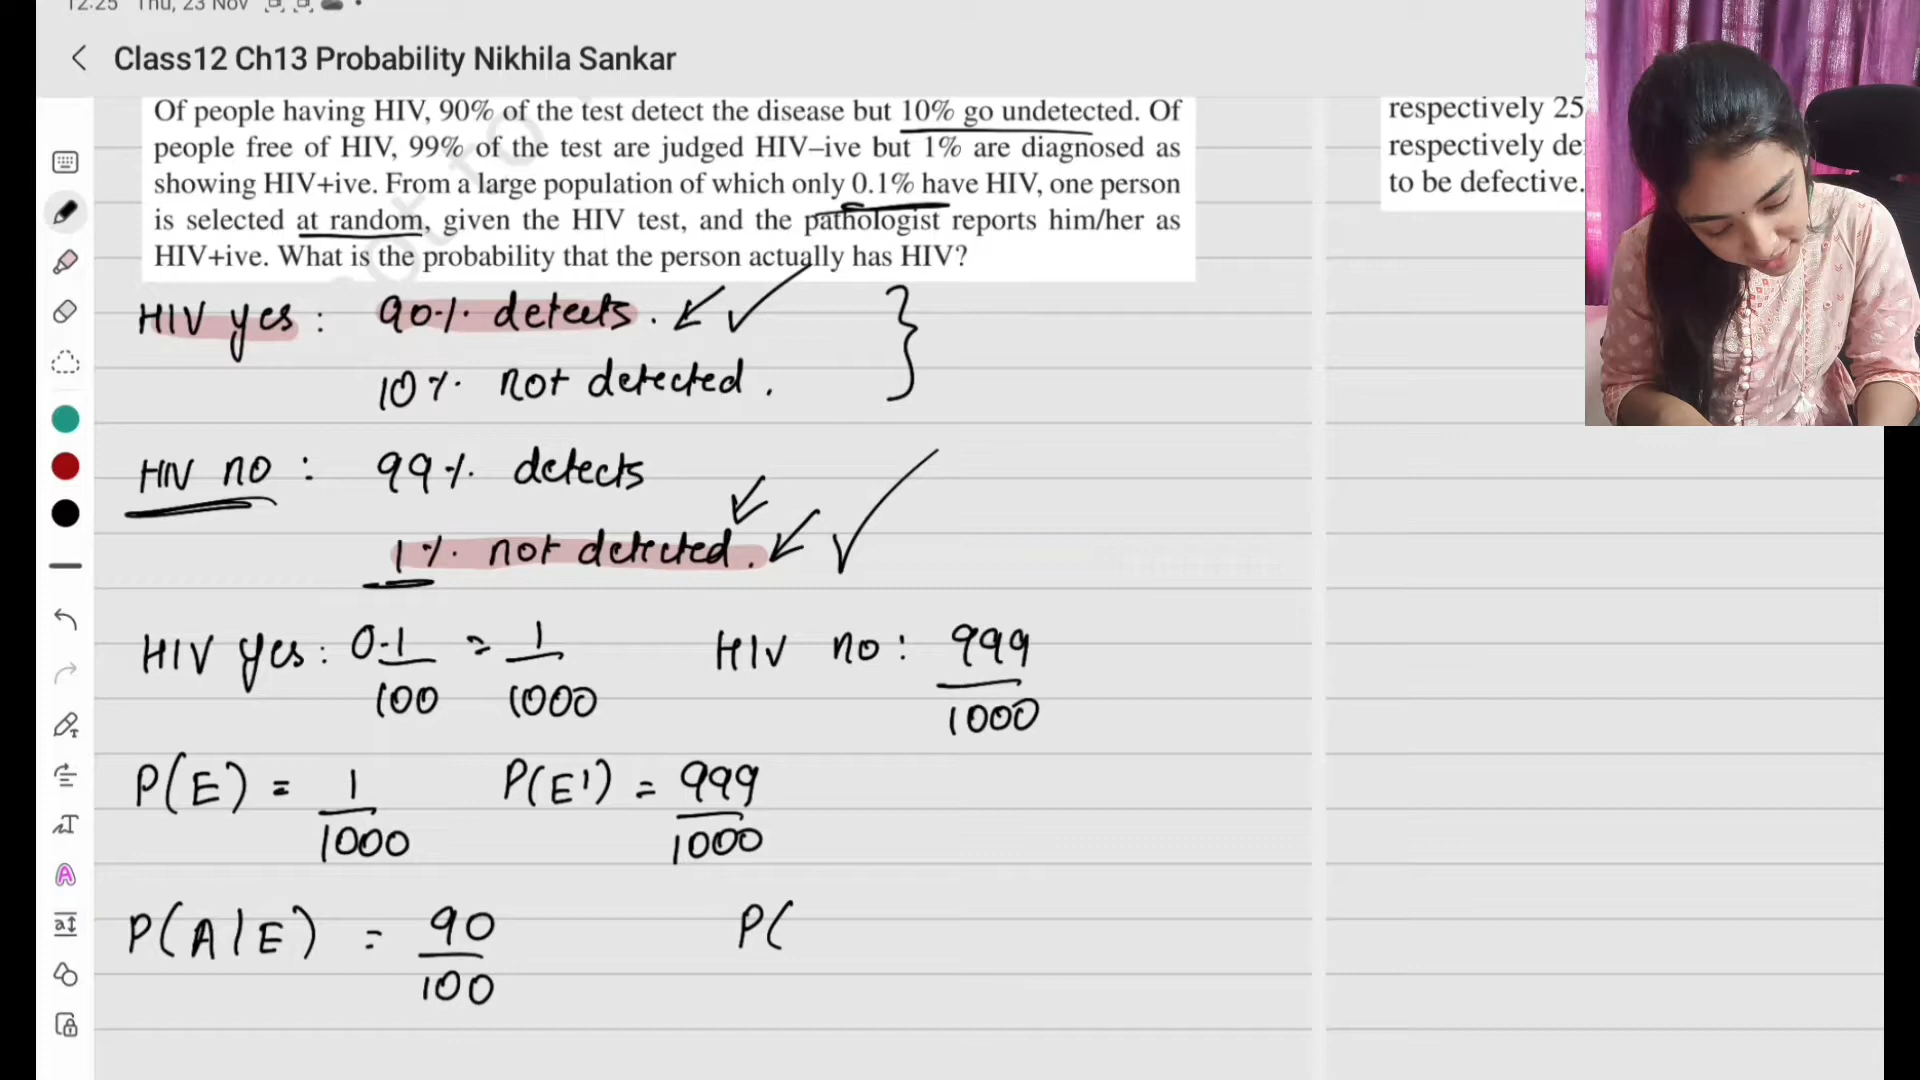 12:25 Thu, 23 Nov
Class12 Ch13 Probability Nikhila Sankar
Of people having HIV, 90% of the test detect the disease but 10% go undetected. Of
people free of HIV, 99% of the test are judged HIV–ive but 1% are diagnosed as
showing HIV+ive. From a large population of which only 0.1% have HIV, one person
is selected at random, given the HIV test, and the pathologist reports him/her as
HIV+ive. What is the probability that the person actually has HIV?
respectively 25
respectively de
to be defective.
HIV yes : 90% detects.
10% not detected.
HIV no : 99% detects
1% not detected.
HIV yes : 0.1/100 = 1/1000 HIV no : 999/1000
P(E) = 1/1000 P(E') = 999/1000
P(A|E) = 90/100 P(